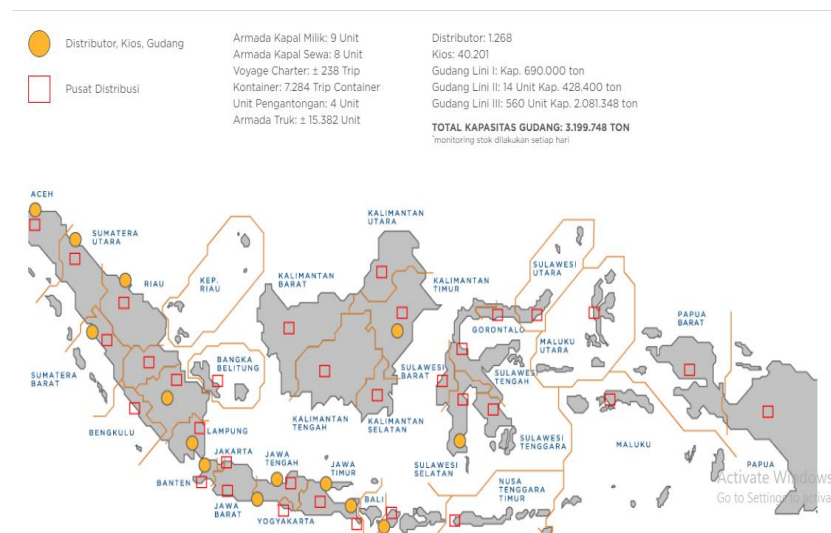 Distributor, Kios, Gudang
Pusat Distribusi
Armada Kapal Milik: 9 Unit
Armada Kapal Sewa: 8 Unit
Voyage Charter: ± 238 Trip
Kontainer: 7.284 Trip Container
Unit Pengantongan: 4 Unit
Armada Truk: ± 15.382 Unit
Distributor: 1.268
Kios: 40.201
Gudang Lini I: Kap. 690.000 ton
Gudang Lini II: 14 Unit Kap. 428.400 ton
Gudang Lini III: 560 Unit Kap. 2.081.348 ton
TOTAL KAPASITAS GUDANG: 3.199.748 TON
*monitoring stok dilakukan setiap hari
ACEH
SUMATERA
UTARA
RIAU
KEP.
RIAU
KALIMANTAN
BARAT
KALIMANTAN
UTARA
KALIMANTAN
TIMUR
SULAWESI
UTARA
GORONTALO
MALUKU
UTARA
PAPUA
BARAT
SUMATERA
BARAT
BANGKA
BELITUNG
SULAWESI
BARAT
SULAWESI
TENGAH
BENGKULU
LAMPUNG
KALIMANTAN
TENGAH
KALIMANTAN
SELATAN
SULAWESI
TENGGARA
MALUKU
PAPUA
JAKARTA
BANTEN
JAWA
TENGAH
JAWA
TIMUR
SULAWESI
SELATAN
NUSA
TENGGARA
TIMUR
JAWA
BARAT
YOGYAKARTA
BALI
Activate Windows
Go to Settings to activa